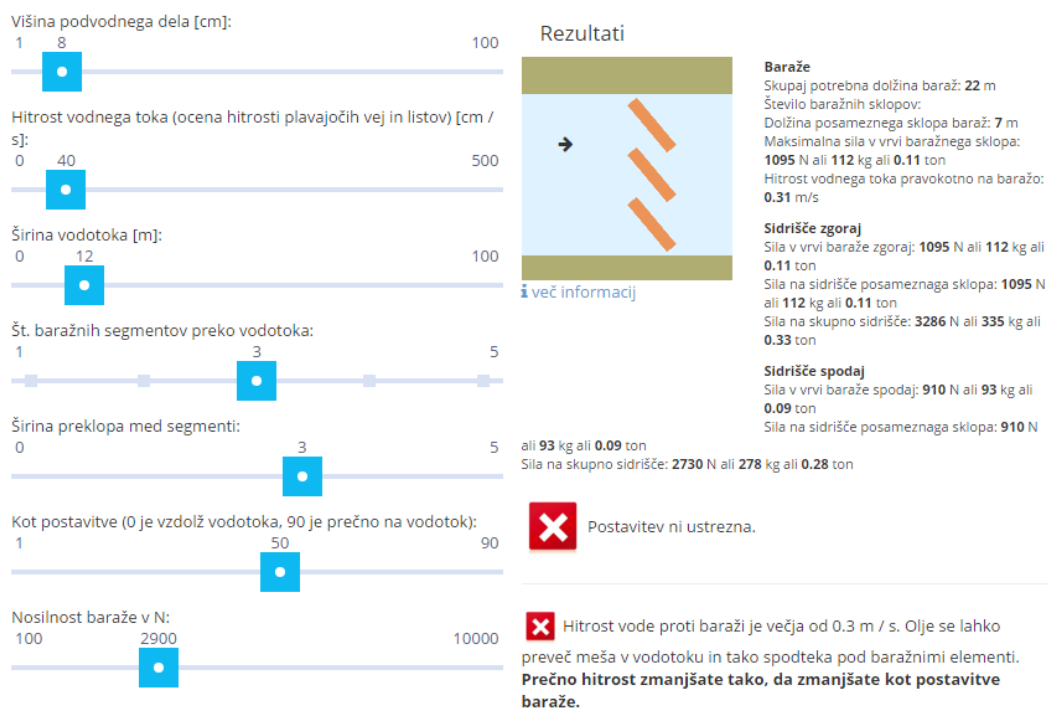 Višina podvodnega dela [cm]:
1 8 100
Hitrost vodnega toka (ocena hitrosti plavajočih vej in listov) [cm /
s]:
0 40 500
Širina vodotoka [m]:
0 12 100
Št. baražnih segmentov preko vodotoka:
1 3 5
Širina preklopa med segmenti:
0 3 5
Kot postavitve (0 je vzdolž vodotoka, 90 je prečno na vodotok):
1 50 90
Nosilnost baraže v N:
100 2900 10000
Rezultati
i več informacij
Baraže
Skupaj potrebna dolžina baraž: 22 m
Število baražnih sklopov:
Dolžina posameznega sklopa baraž: 7 m
Maksimalna sila v vrvi baražnega sklopa:
1095 N ali 112 kg ali 0.11 ton
Hitrost vodnega toka pravokotno na baražo:
0.31 m/s
Sidrišče zgoraj
Sila v vrvi baraže zgoraj: 1095 N ali 112 kg ali
0.11 ton
Sila na sidrišče posameznaga sklopa: 1095 N
ali 112 kg ali 0.11 ton
Sila na skupno sidrišče: 3286 N ali 335 kg ali
0.33 ton
Sidrišče spodaj
Sila v vrvi baraže spodaj: 910 N ali 93 kg ali
0.09 ton
Sila na sidrišče posameznaga sklopa: 910 N
ali 93 kg ali 0.09 ton
Sila na skupno sidrišče: 2730 N ali 278 kg ali 0.28 ton
Postavitev ni ustrezna.
Hitrost vode proti baraži je večja od 0.3 m / s. Olje se lahko
preveč meša v vodotoku in tako spodteka pod baražnimi elementi.
Prečno hitrost zmanjšate tako, da zmanjšate kot postavitve
baraže.